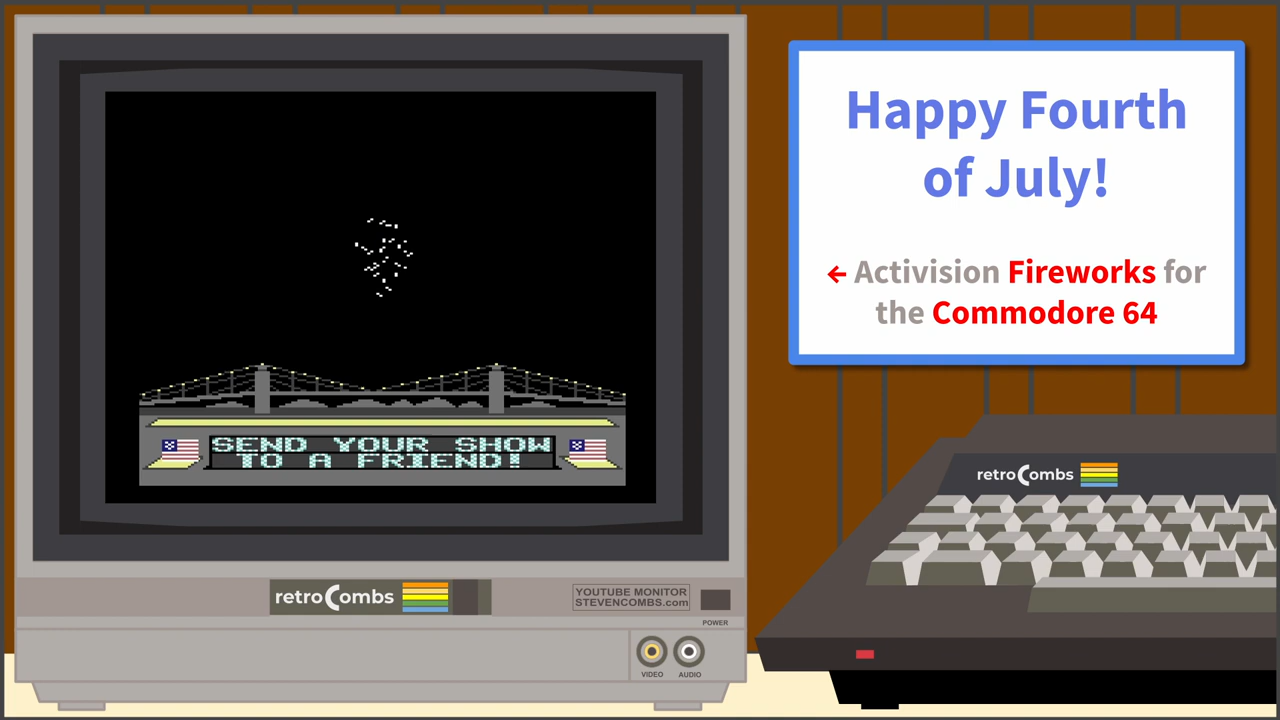 Happy Fourth
of July!
← Activision Fireworks for
the Commodore 64
SEND YOUR SHOW
TO A FRIEND!
retroCombs
retroCombs
YOUTUBE MONITOR
STEVENCOMBS.com
POWER
VIDEO
AUDIO